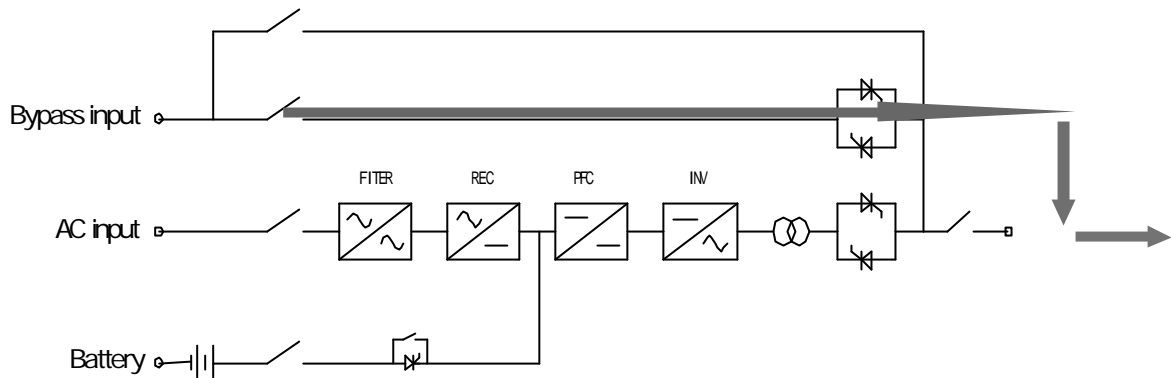 Bypass input
FITER REC PFC INV
AC input
Battery